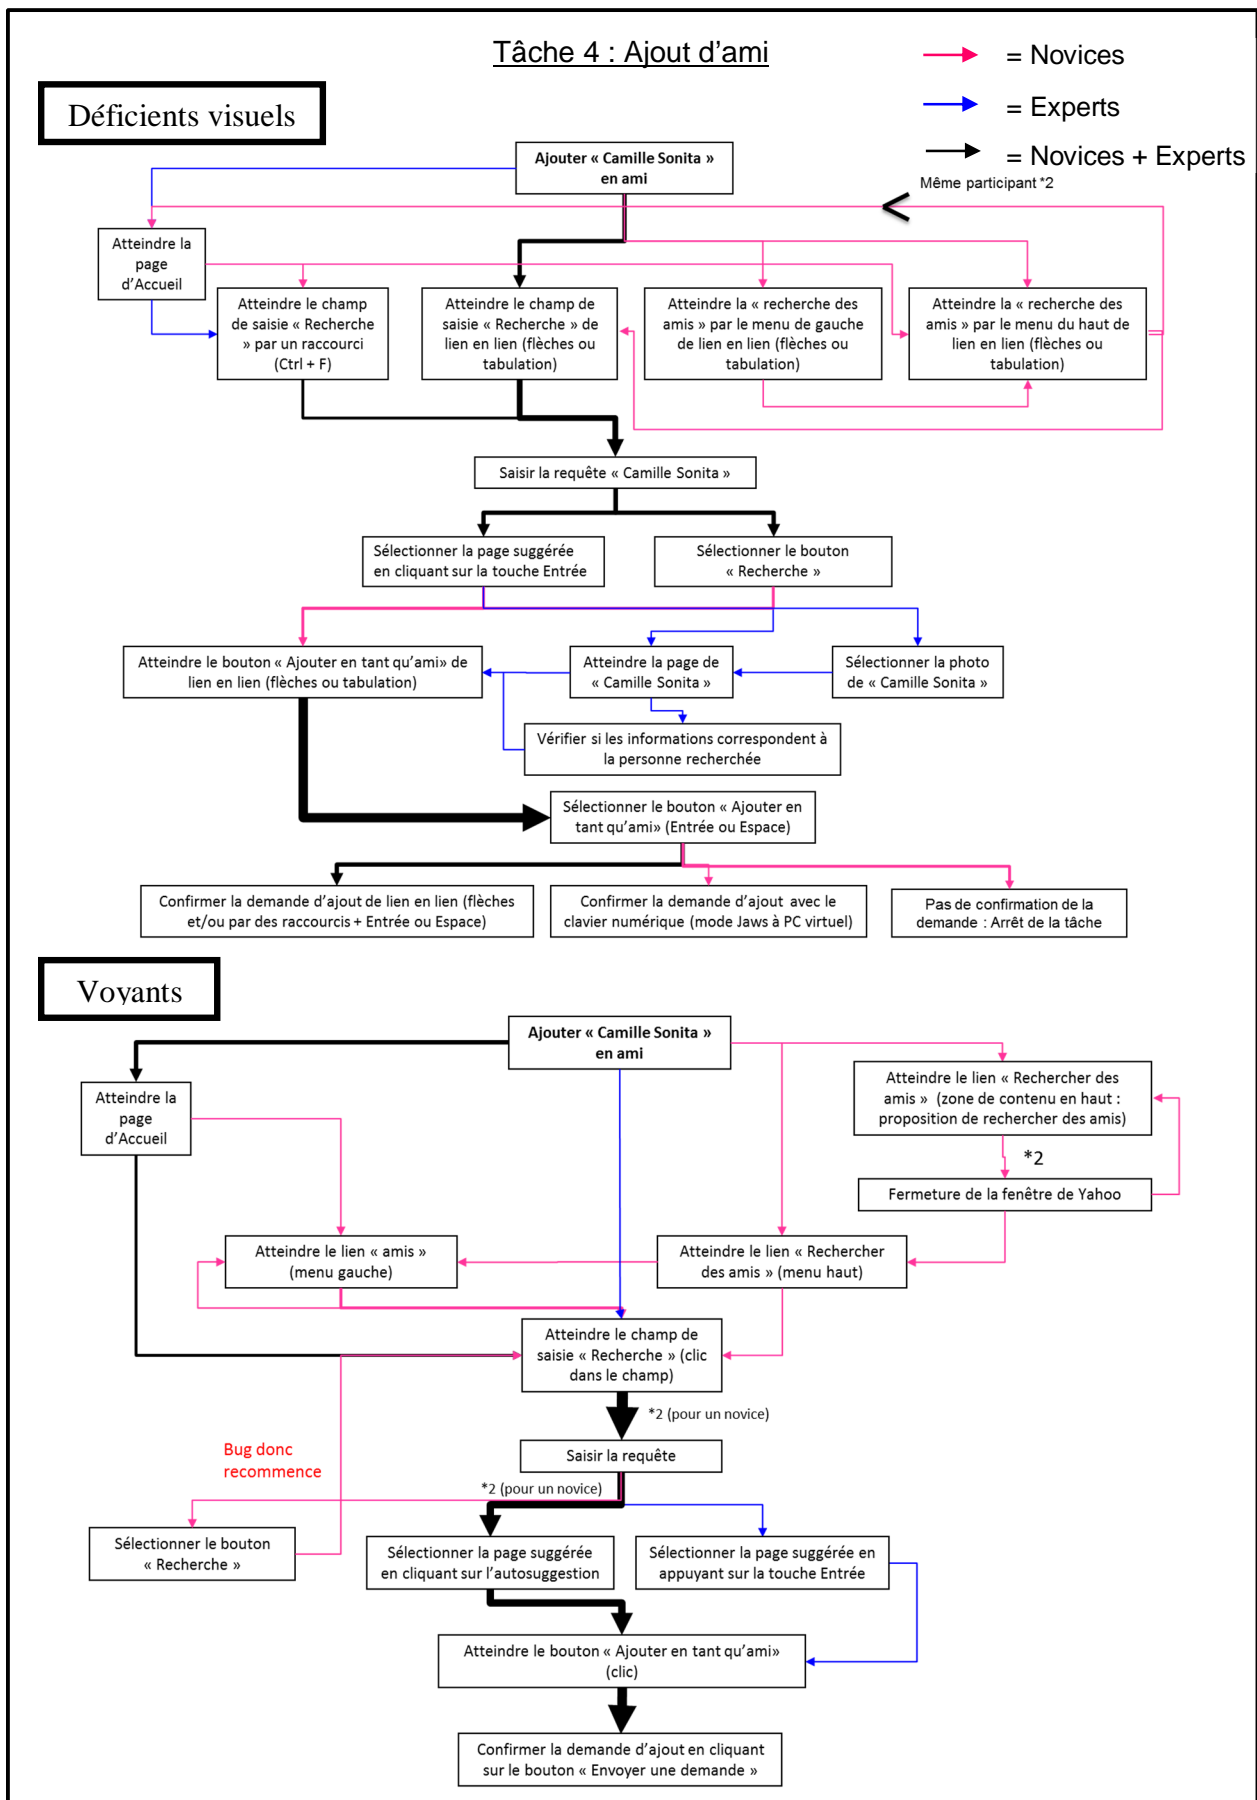 Tâche 4 : Ajout d'ami
= Novices
= Experts
= Novices + Experts
Déficients visuels
Ajouter « Camille Sonita »
en ami
Même participant *2
Atteindre la
page
d'Accueil
Atteindre le champ
de saisie « Recherche
» par un raccourci
(Ctrl + F)
Atteindre le champ de
saisie « Recherche » de
lien en lien (flèches ou
tabulation)
Atteindre la « recherche des
amis » par le menu de gauche
de lien en lien (flèches ou
tabulation)
Atteindre la « recherche des
amis » par le menu du haut de
lien en lien (flèches ou
tabulation)
Saisir la requête « Camille Sonita »
Sélectionner la page suggérée
en cliquant sur la touche Entrée
Sélectionner le bouton
« Recherche »
Atteindre le bouton « Ajouter en tant qu'ami» de
lien en lien (flèches ou tabulation)
Atteindre la page de
« Camille Sonita »
Sélectionner la photo
de « Camille Sonita »
Vérifier si les informations correspondent à
la personne recherchée
Sélectionner le bouton « Ajouter en
tant qu'ami» (Entrée ou Espace)
Confirmer la demande d'ajout de lien en lien (flèches
et/ou par des raccourcis + Entrée ou Espace)
Confirmer la demande d'ajout avec le
clavier numérique (mode Jaws à PC virtuel)
Pas de confirmation de la
demande : Arrêt de la tâche
Voyants
Ajouter « Camille Sonita »
en ami
Atteindre la
page
d'Accueil
Atteindre le lien « Rechercher des
amis » (zone de contenu en haut :
proposition de rechercher des amis)
*2
Fermeture de la fenêtre de Yahoo
Atteindre le lien « amis »
(menu gauche)
Atteindre le lien « Rechercher
des amis » (menu haut)
Atteindre le champ de
saisie « Recherche » (clic
dans le champ)
*2 (pour un novice)
Saisir la requête
Bug donc
recommence
*2 (pour un novice)
Sélectionner le bouton
« Recherche »
Sélectionner la page suggérée
en cliquant sur l'autosuggestion
Sélectionner la page suggérée en
appuyant sur la touche Entrée
Atteindre le bouton « Ajouter en tant qu'ami»
(clic)
Confirmer la demande d'ajout en cliquant
sur le bouton « Envoyer une demande »